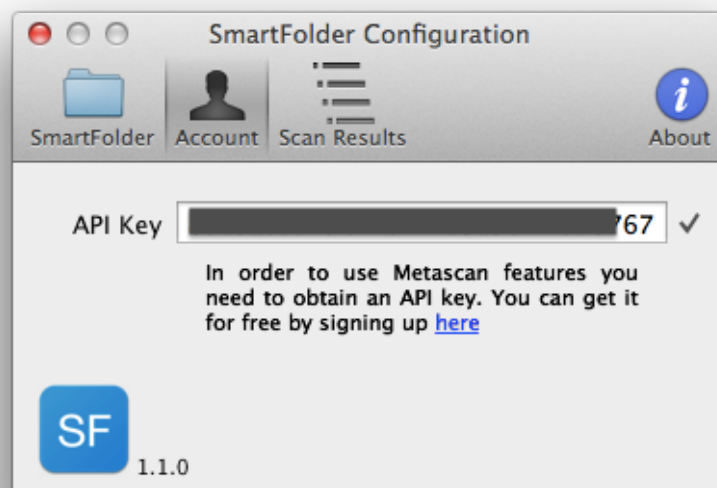 SmartFolder Configuration
SmartFolder Account Scan Results About
API Key 767 ✓
In order to use Metascan features you
need to obtain an API key. You can get it
for free by signing up here
SF
1.1.0